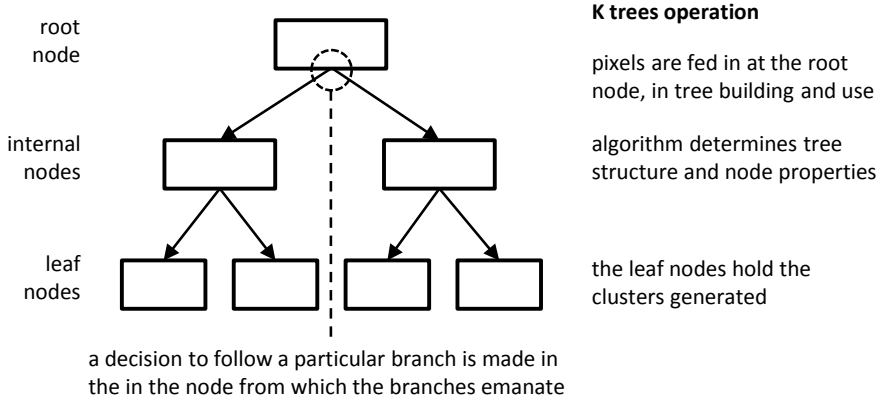 root
node
K trees operation
pixels are fed in at the root
node, in tree building and use
internal
nodes
algorithm determines tree
structure and node properties
leaf
nodes
the leaf nodes hold the
clusters generated
a decision to follow a particular branch is made in
the in the node from which the branches emanate